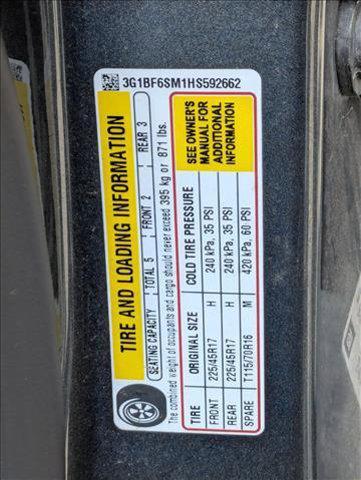 3G1BF6SM1HS592662
TIRE AND LOADING INFORMATION
SEATING CAPACITY TOTAL 5 FRONT 2 REAR 3
The combined weight of occupants and cargo should never exceed 395 kg or 871 lbs.
TIRE ORIGINAL SIZE COLD TIRE PRESSURE
FRONT 225/45R17 H 240 kPa, 35 PSI
REAR 225/45R17 H 240 kPa, 35 PSI
SPARE T115/70R16 M 420 kPa, 60 PSI
SEE OWNER'S
MANUAL FOR
ADDITIONAL
INFORMATION